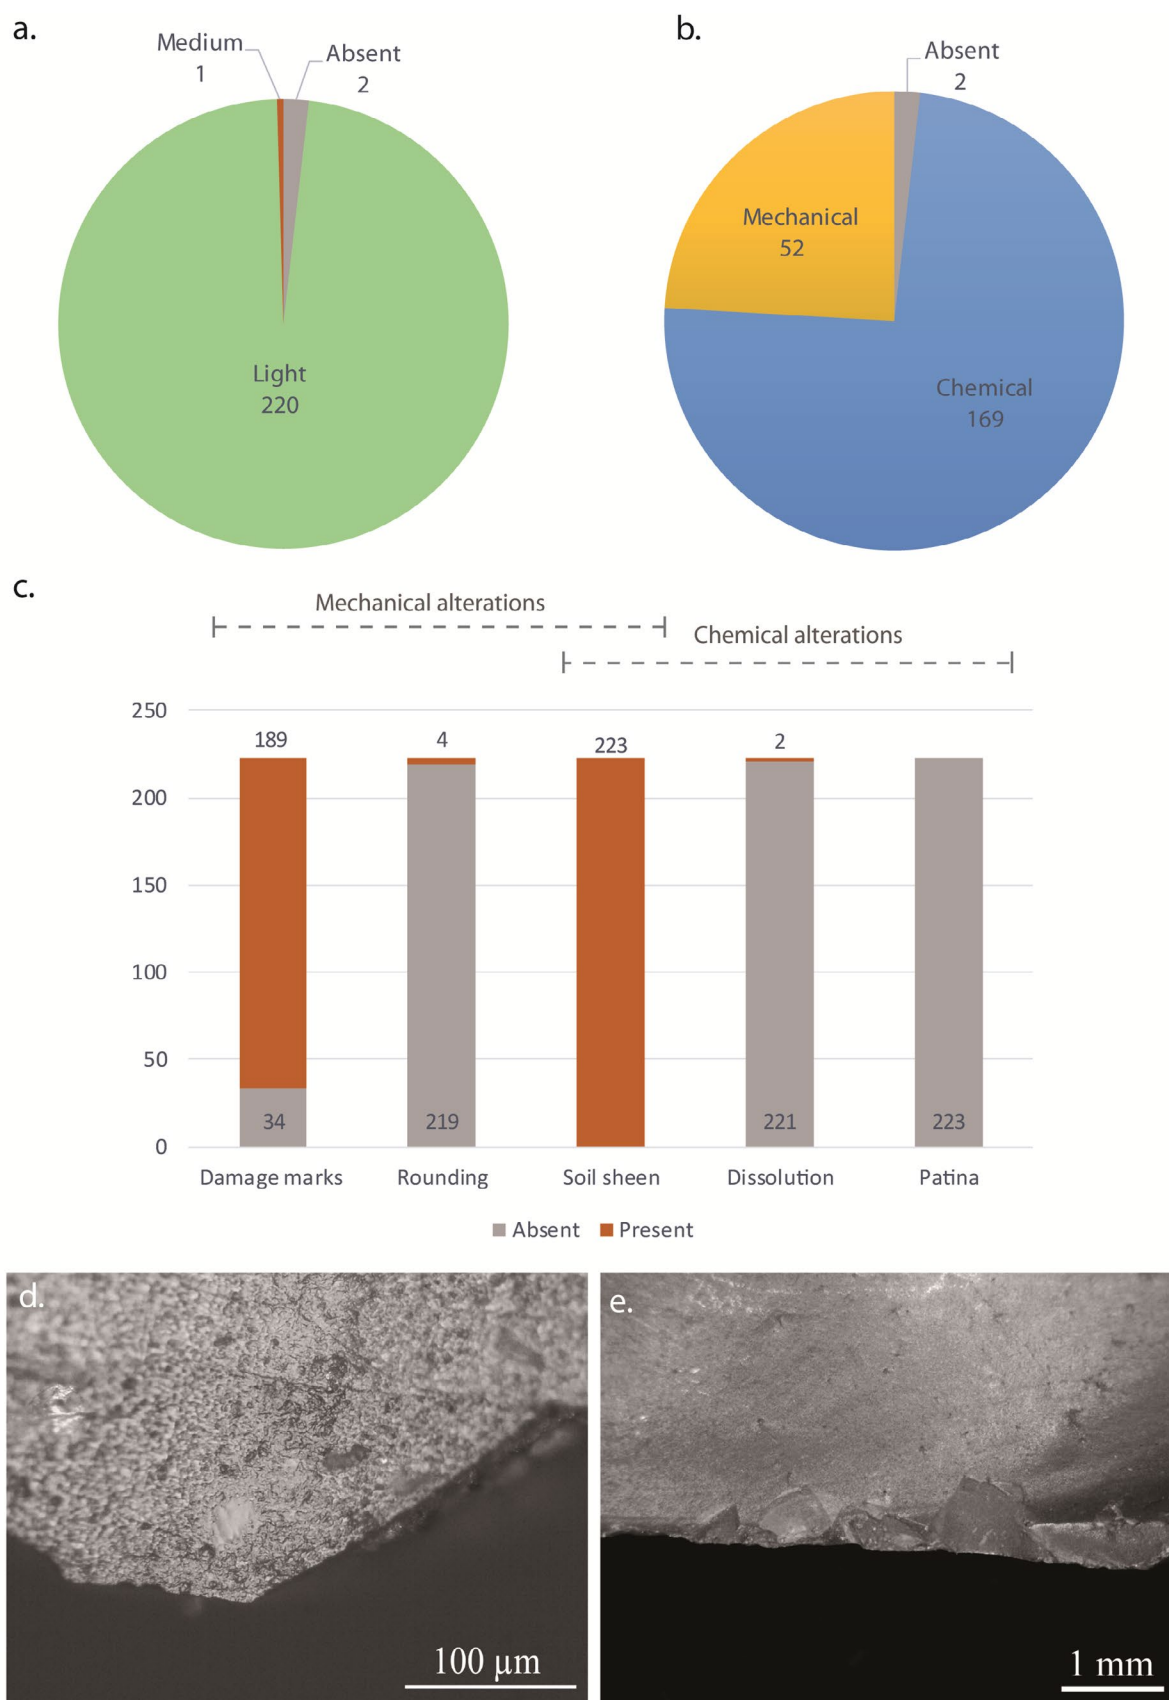 a.
Medium
1
Absent
2
Light
220
b.
Absent
2
Mechanical
52
Chemical
169
c.
Mechanical alterations
Chemical alterations
250
200
150
100
50
0
189
4
223
2
34
219
221
223
Damage marks
Rounding
Soil sheen
Dissolution
Patina
Absent
Present
d.
100 µm
e.
1 mm